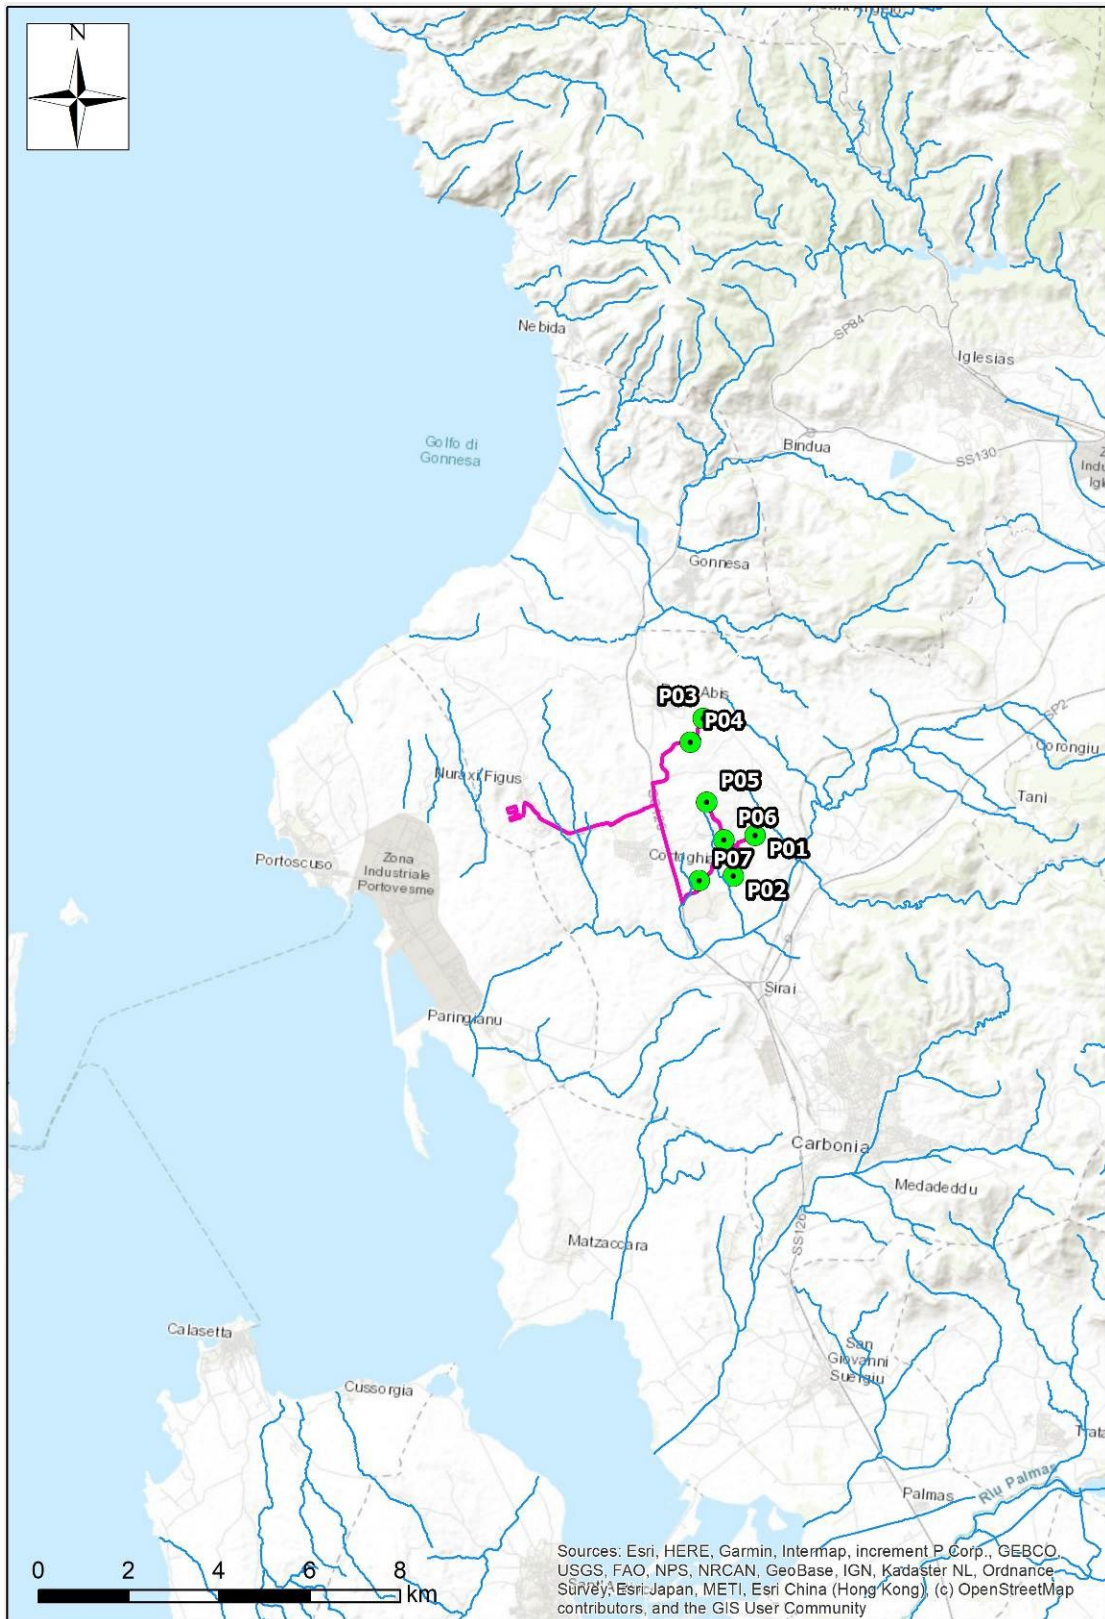 N
Nebida
SP84
Iglesias
Golfo di
Gonnesa
Bindua
SS130
Gonnesa
P03
Abis
P04
SP2
Corongiu
Nuraxi Figus
P05
Tani
P06
P01
Portoscuso
Zona
Industriale
Portovesme
P07
P02
Sirai
Paringianu
Carbonia
Medadeddu
SS126
Matzaccara
Calasetta
San
Giovanni
Suergiu
Cussorgia
Riu Palmas
Palmas
0 2 4 6 8
km
Sources: Esri, HERE, Garmin, Intermap, increment P Corp., GEBCO,
USGS, FAO, NPS, NRCAN, GeoBase, IGN, Kadaster NL, Ordnance
Survey, Esri Japan, METI, Esri China (Hong Kong), (c) OpenStreetMap
contributors, and the GIS User Community